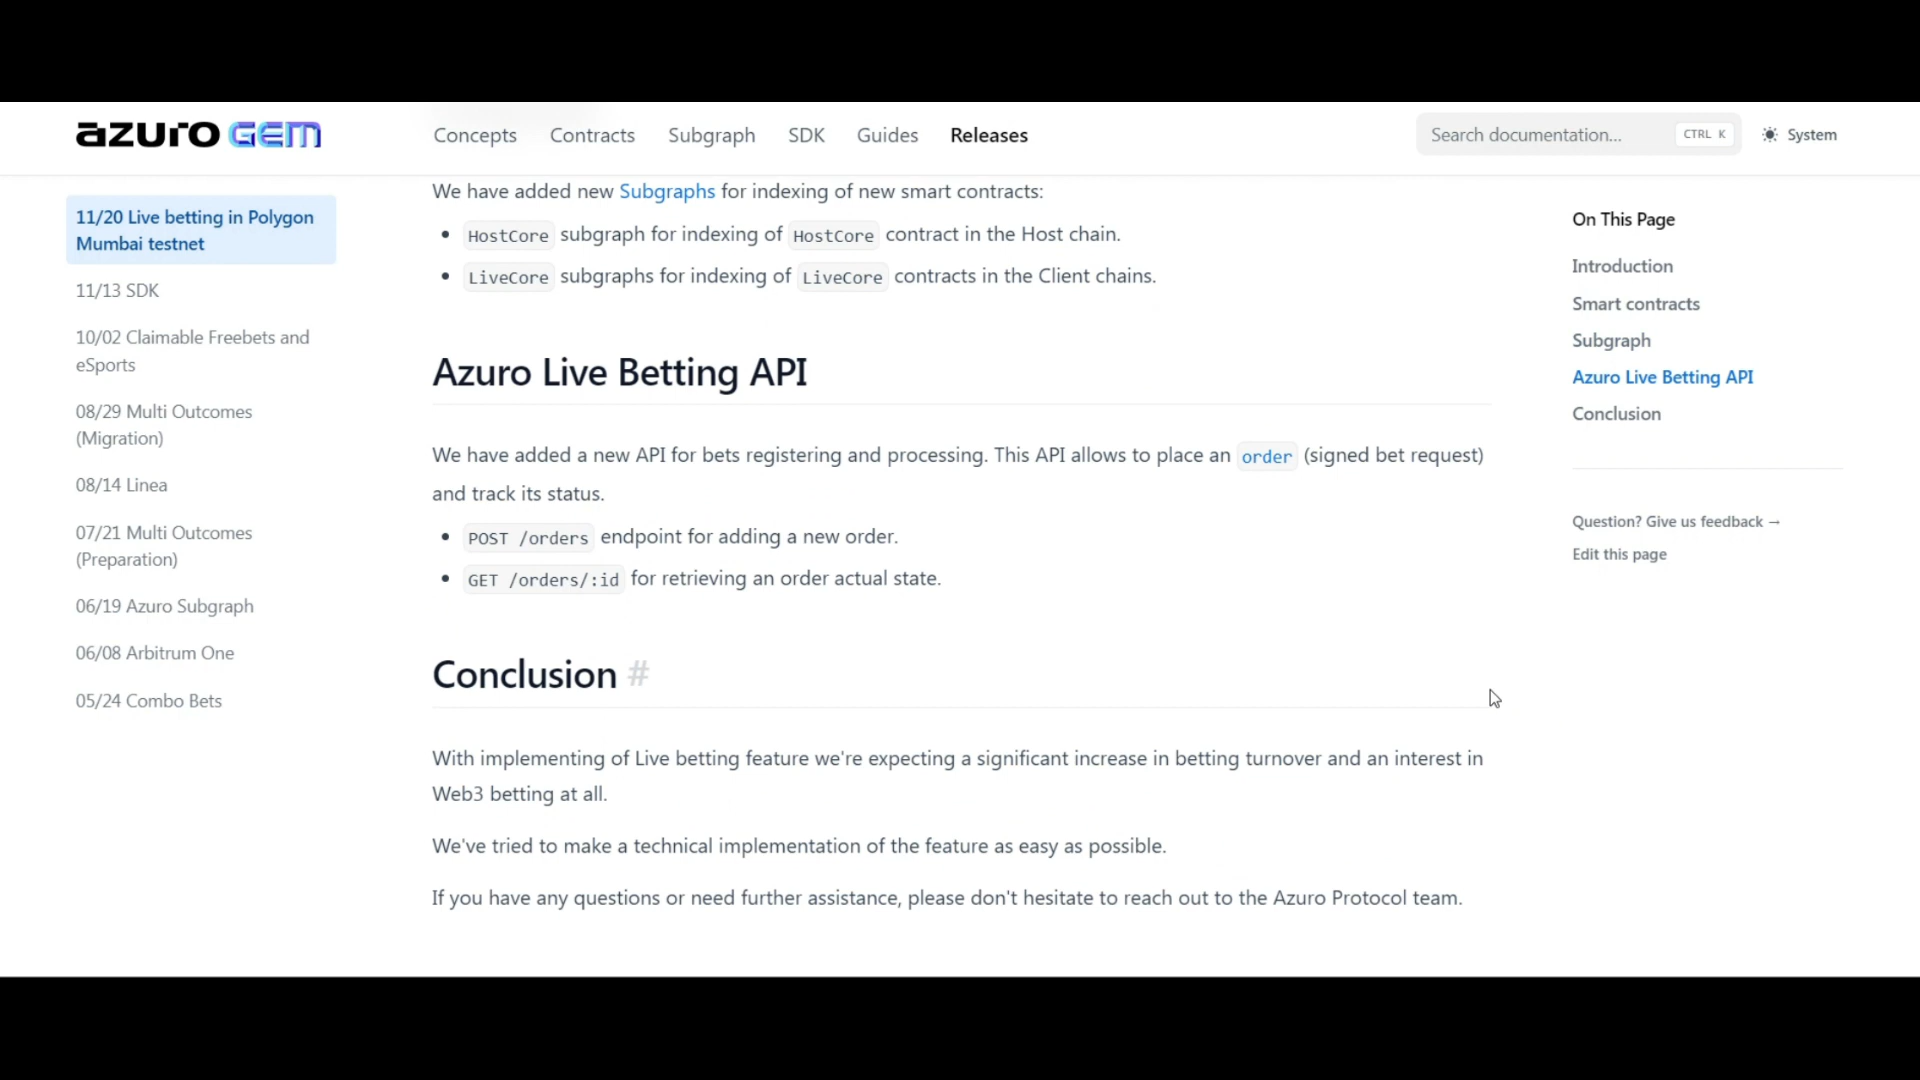 azuro GEM
Concepts
Contracts
Subgraph
SDK
Guides
Releases
Search documentation...
CTRL K
System
11/20 Live betting in Polygon
Mumbai testnet
11/13 SDK
10/02 Claimable Freebets and
eSports
08/29 Multi Outcomes
(Migration)
08/14 Linea
07/21 Multi Outcomes
(Preparation)
06/19 Azuro Subgraph
06/08 Arbitrum One
05/24 Combo Bets
We have added new Subgraphs for indexing of new smart contracts:
• HostCore subgraph for indexing of HostCore contract in the Host chain.
• LiveCore subgraphs for indexing of LiveCore contracts in the Client chains.
Azuro Live Betting API
We have added a new API for bets registering and processing. This API allows to place an order (signed bet request)
and track its status.
• POST /orders endpoint for adding a new order.
• GET /orders/:id for retrieving an order actual state.
Conclusion #
With implementing of Live betting feature we're expecting a significant increase in betting turnover and an interest in
Web3 betting at all.
We've tried to make a technical implementation of the feature as easy as possible.
If you have any questions or need further assistance, please don't hesitate to reach out to the Azuro Protocol team.
On This Page
Introduction
Smart contracts
Subgraph
Azuro Live Betting API
Conclusion
Question? Give us feedback →
Edit this page